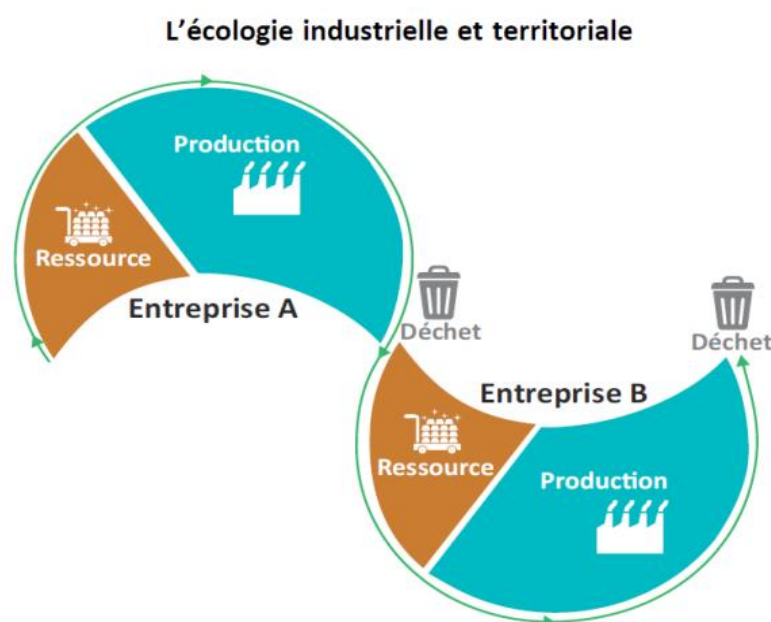 L’écologie industrielle et territoriale
Production
Ressource
Entreprise A
Déchet
Déchet
Entreprise B
Ressource
Production